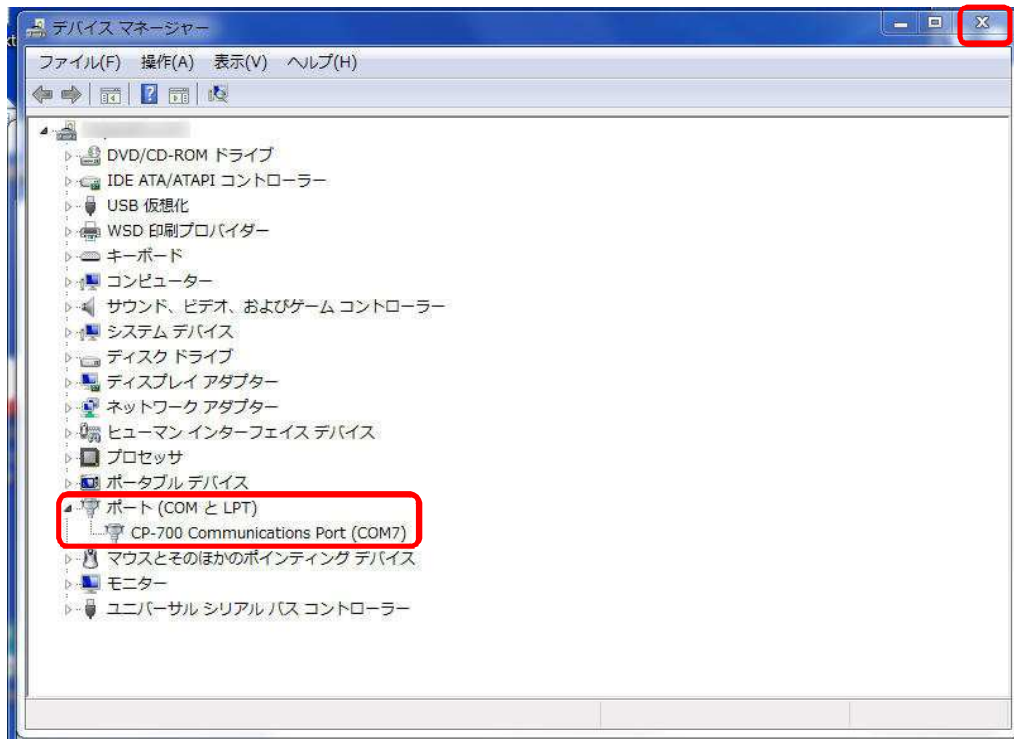 デバイス マネージャー
ファイル(F) 操作(A) 表示(V) ヘルプ(H)
DVD/CD-ROM ドライブ
IDE ATA/ATAPI コントローラー
USB 仮想化
WSD 印刷プロバイダー
キーボード
コンピューター
サウンド、ビデオ、およびゲーム コントローラー
システム デバイス
ディスク ドライブ
ディスプレイ アダプター
ネットワーク アダプター
ヒューマン インターフェイス デバイス
プロセッサ
ポータブル デバイス
ポート (COM と LPT)
CP-700 Communications Port (COM7)
マウスとそのほかのポインティング デバイス
モニター
ユニバーサル シリアル バス コントローラー